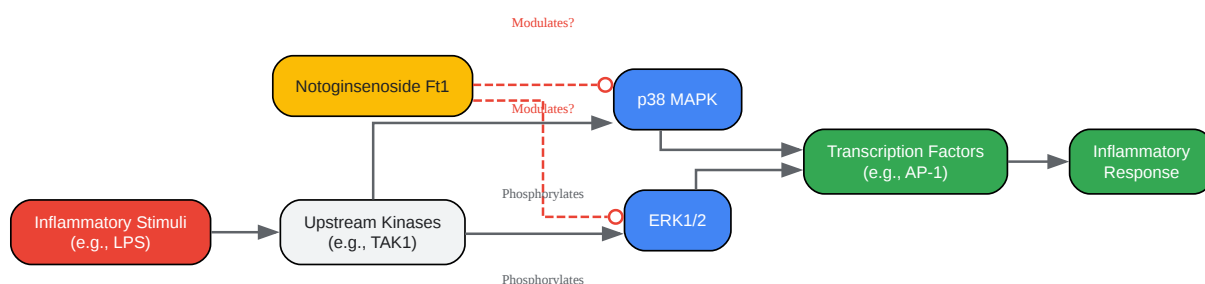 Modulates?
Notoginsenoside Ft1
p38 MAPK
Modulates?
Transcription Factors
(e.g., AP-1)
Inflammatory
Response
Phosphorylates
Inflammatory Stimuli
(e.g., LPS)
Upstream Kinases
(e.g., TAK1)
ERK1/2
Phosphorylates